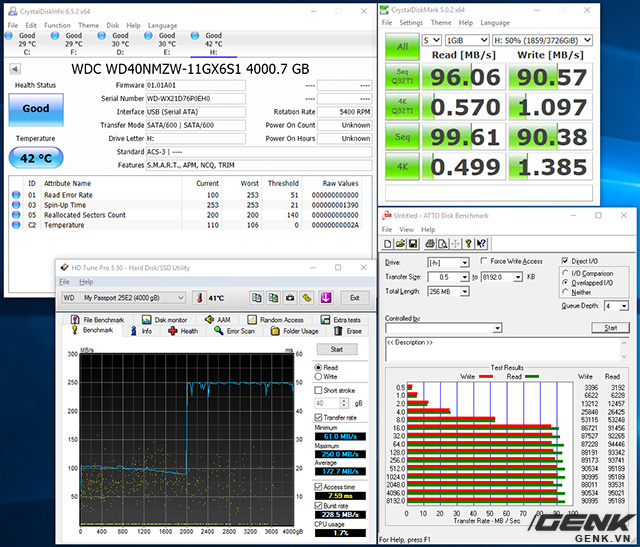 CrystalDiskInfo 6.5.2 x64
File Edit Function Theme Disk Help Language
Good Good Good Good Good
29 °C 29 °C 30 °C 30 °C 42 °C
C: F: D: E: H:
WDC WD40NMZW-11GX6S1 4000.7 GB
Health Status
Good
Temperature
42 °C
Firmware 01.01A01
Serial Number WD-WX21D76P0EH0
Interface USB (Serial ATA)
Transfer Mode SATA/600 | SATA/600
Drive Letter H:
Standard ACS-3 | ----
Features S.M.A.R.T., APM, NCQ, TRIM
---- ----
---- ----
Rotation Rate 5400 RPM
Power On Count Unknown
Power On Hours Unknown
ID Attribute Name Current Worst Threshold Raw Values
01 Read Error Rate 100 253 51 000000000000
03 Spin-Up Time 253 253 21 000000001390
05 Reallocated Sectors Count 200 200 140 000000000000
C2 Temperature 110 106 0 00000000002A
CrystalDiskMark 5.0.2 x64
File Settings Theme Help Language
All 5 1GiB H: 50% (1859/3726GiB)
Read [MB/s] Write [MB/s]
Seq Q32T1 96.06 90.57
4K Q32T1 0.570 1.097
Seq 99.61 90.38
4K 0.499 1.385
HD Tune Pro 5.50 - Hard Disk/SSD Utility
File Help
WD My Passport 25E2 (4000 gB) 41°C Exit
File Benchmark Disk monitor AAM Random Access Extra tests
Benchmark Info Health Error Scan Folder Usage Erase
MB/s ms
300 60
250 50
200 40
150 30
100 20
50 10
0 400 800 1200 1600 2000 2400 2800 3200 3600 4000 gB
Start
Read
Write
Short stroke
40 gB
Transfer rate
Minimum
61.0 MB/s
Maximum
250.0 MB/s
Average
172.7 MB/s
Access time
7.59 ms
Burst rate
228.5 MB/s
CPU usage
1.7%
Untitled - ATTO Disk Benchmark
File View Help
Drive: [-h-] Force Write Access Direct I/O
Transfer Size: 0.5 to 8192.0 KB
Total Length: 256 MB
I/O Comparison
Overlapped I/O
Neither
Queue Depth: 4
Controlled by:
Start
<< Description >>
Test Results
Write Read Write Read
0.5 3396 3192
1.0 6622 6228
2.0 13212 12457
4.0 25848 26425
8.0 53115 53248
16.0 86721 91456
32.0 87527 92265
64.0 87228 94446
128.0 88191 93342
256.0 89173 93741
512.0 90534 95189
1024.0 90534 95189
2048.0 88011 93531
4096.0 90534 95021
8192.0 90534 95189
0 10 20 30 40 50 60 70 80 90 100
Transfer Rate - MB / Sec
For Help, press F1
GENK
GENK.VN